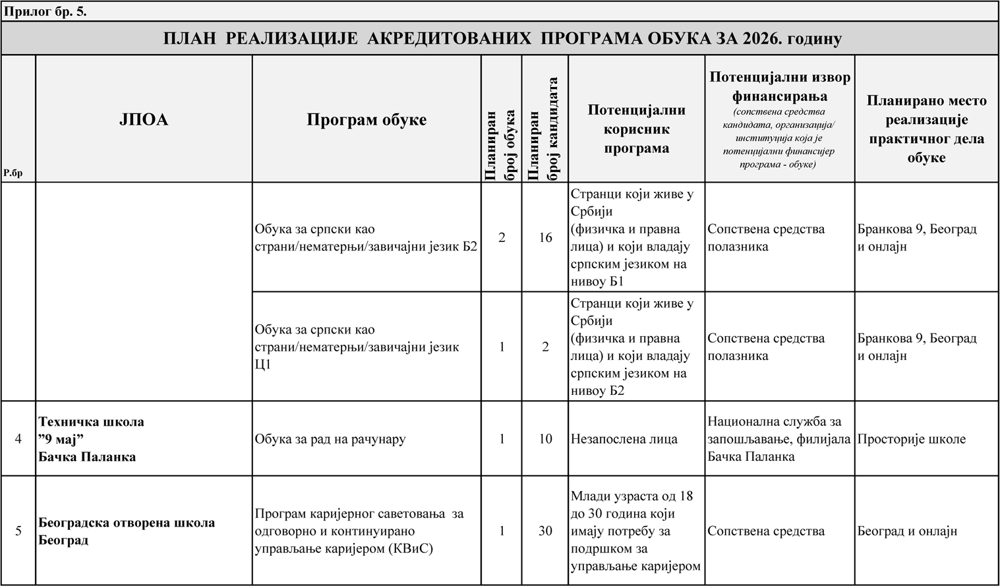 Прилог бр. 5.
ПЛАН РЕАЛИЗАЦИЈЕ АКРЕДИТОВАНИХ ПРОГРАМА ОБУКА ЗА 2026. годину
Р.бр
ЈПОА
Програм обуке
Планиран
број обука
Планиран
број кандидата
Потенцијални
корисник
програма
Потенцијални извор
финансирања
(сопствена средства
кандидата, организација/
институција која је
потенцијални финансијер
програма - обуке)
Планирано место
реализације
практичног дела
обуке
Обука за српски као
страни/нематерњи/завичајни језик Б2
2
16
Странци који живе у
Србији
(физичка и правна
лица) и који владају
српским језиком на
нивоу Б1
Сопствена средства
полазника
Бранкова 9, Београд
и онлајн
Обука за српски као
страни/нематерњи/завичајни језик
Ц1
1
2
Странци који живе у
Србији
(физичка и правна
лица) и који владају
српским језиком на
нивоу Б2
Сопствена средства
полазника
Бранкова 9, Београд
и онлајн
4
Техничка школа
”9 мај”
Бачка Паланка
Обука за рад на рачунару
1
10
Незапослена лица
Национална служба за
запошљавање, филијала
Бачка Паланка
Просторије школе
5
Београдска отворена школа
Београд
Програм каријерног саветовања за
одговорно и континуирано
управљање каријером (КВиС)
1
30
Млади узраста од 18
до 30 година који
имају потребу за
подршком за
управљање каријером
Сопствена средства
Београд и онлајн